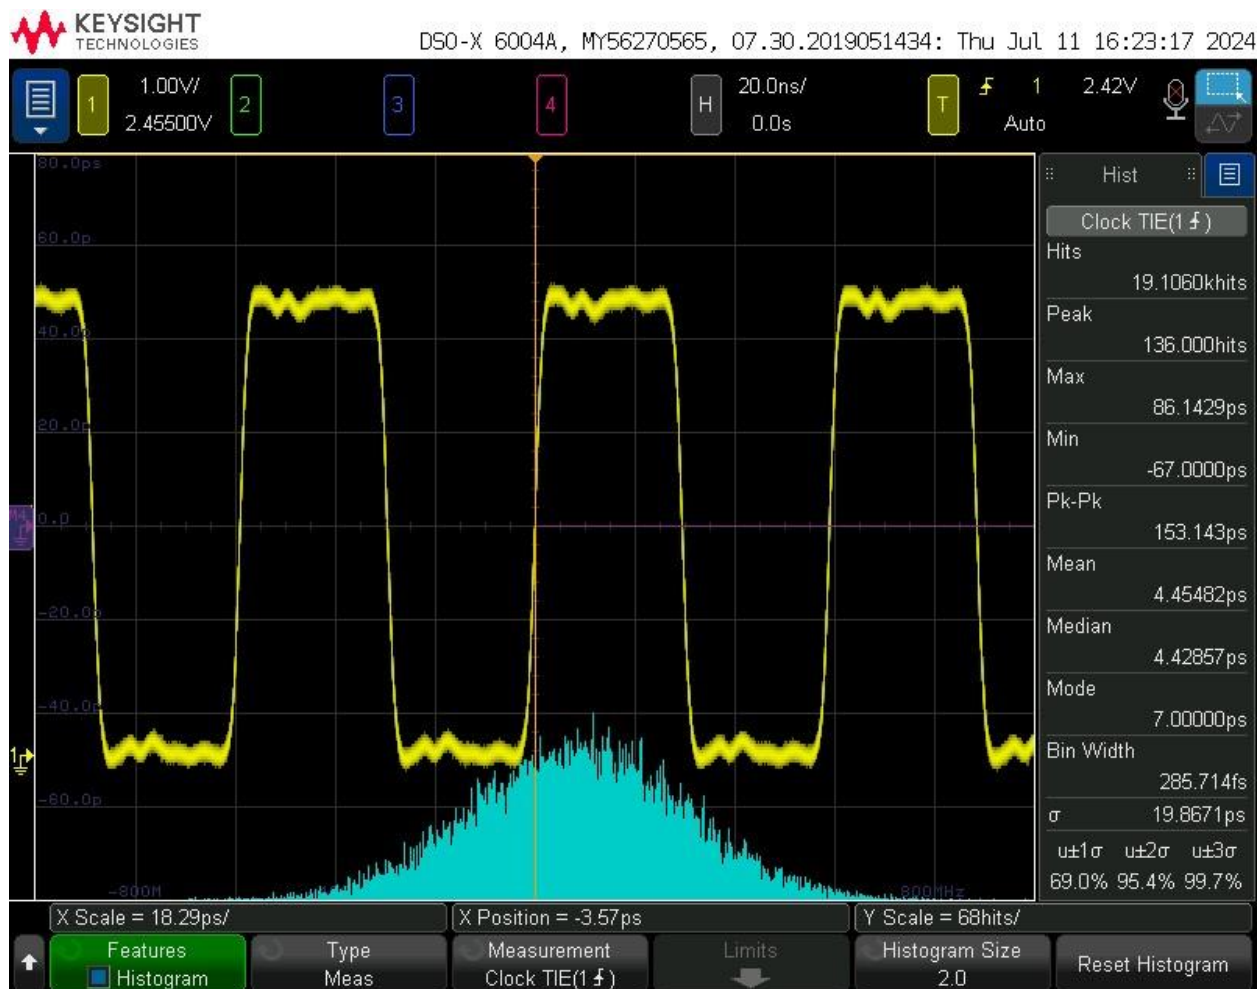 KEYSIGHT
TECHNOLOGIES
DSO-X 6004A, MY56270565, 07.30.2019051434: Thu Jul 11 16:23:17 2024
1 1.00V/ 2 3 4 H 20.0ns/ T 1 2.42V
2.45500V 0.0s Auto
80.0ps
60.0p
40.0p
20.0p
0.0
-20.0p
-40.0p
-60.0p
-800M 800MHz
M4
1
Hist
Clock TIE(1)
Hits
19.1060khits
Peak
136.000hits
Max
86.1429ps
Min
-67.0000ps
Pk-Pk
153.143ps
Mean
4.45482ps
Median
4.42857ps
Mode
7.00000ps
Bin Width
285.714fs
σ 19.8671ps
u±1σ u±2σ u±3σ
69.0% 95.4% 99.7%
X Scale = 18.29ps/ X Position = -3.57ps Y Scale = 68hits/
Features Type Measurement Limits Histogram Size Reset Histogram
Histogram Meas Clock TIE(1) 2.0